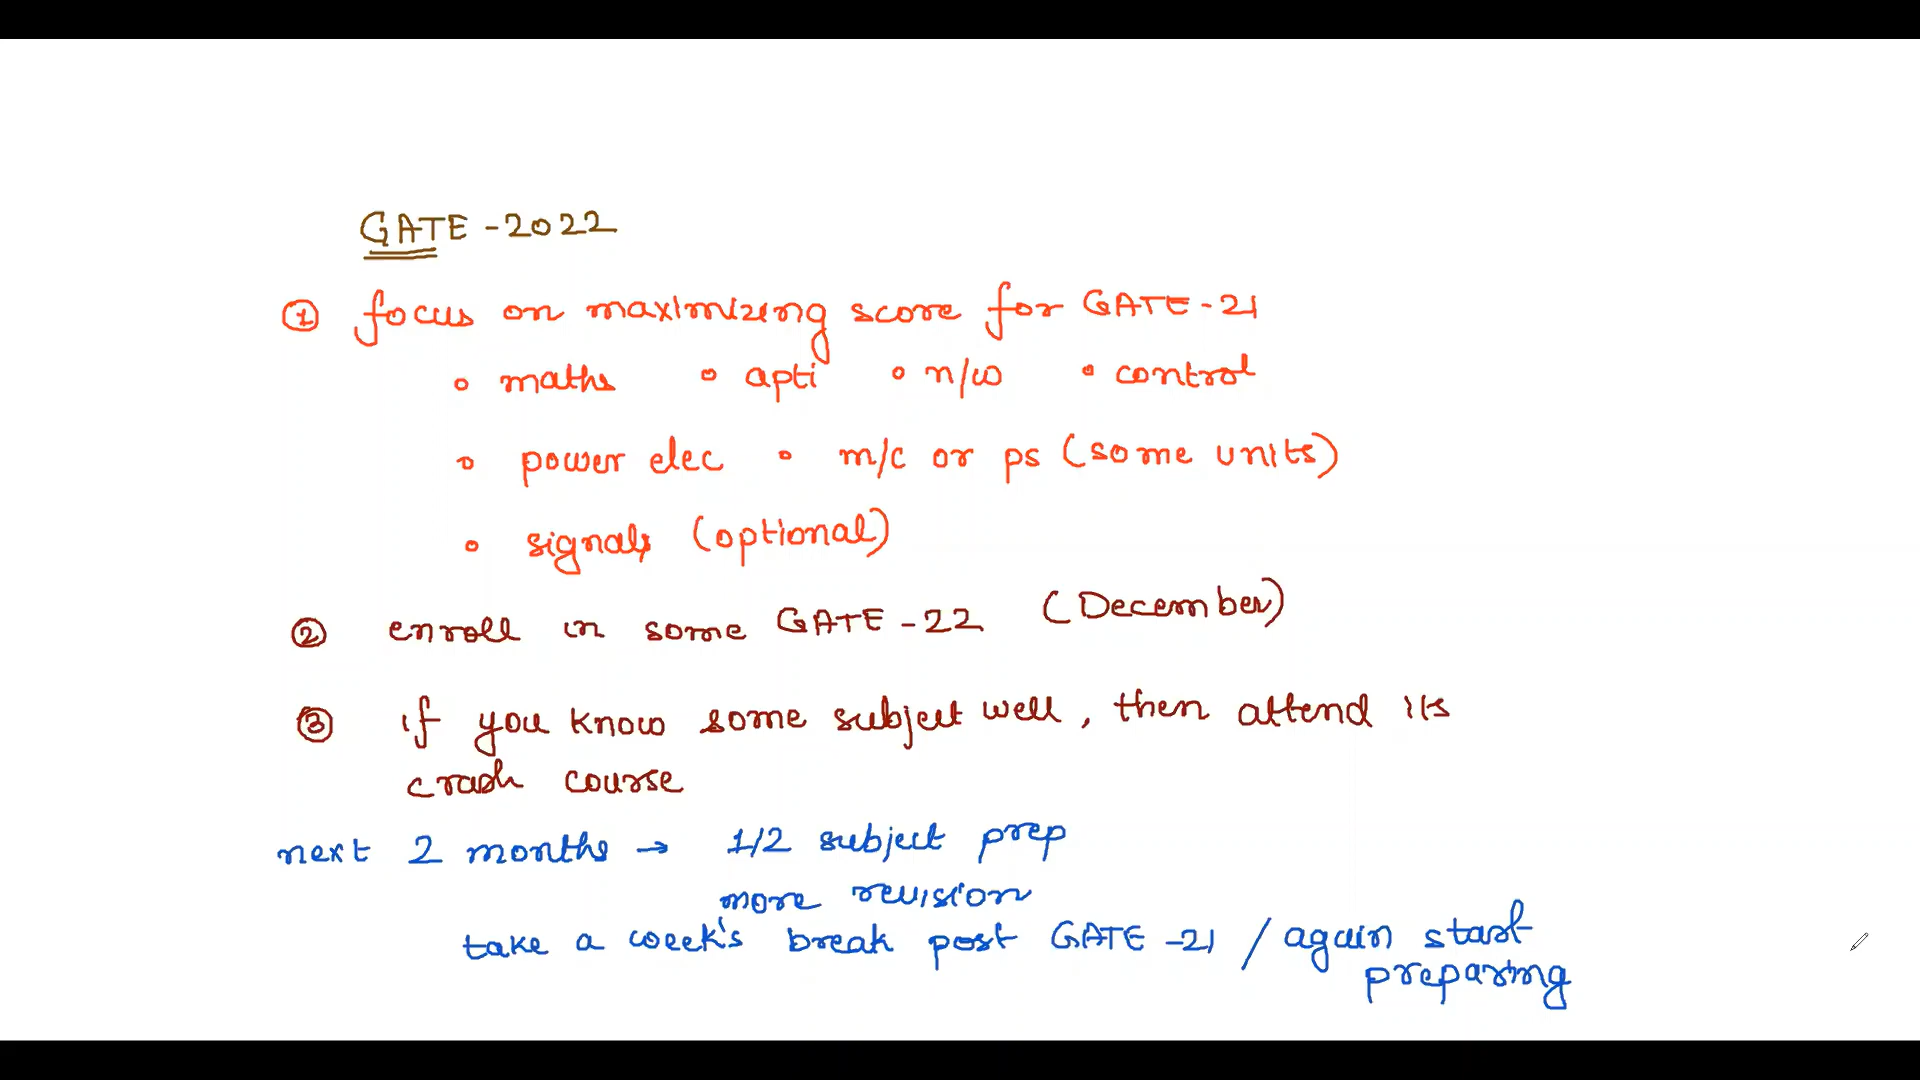 GATE -2022
① focus on maximizing score for GATE-21
∘ maths ∘ apti ∘ n/w ∘ control
∘ power elec ∘ m/c or ps (some units)
∘ signals (optional)
② enroll in some GATE -22 (December)
③ if you know some subject well, then attend its
crash course
next 2 months → 1/2 subject prep
more revision
take a week's break post GATE -21 / again start
preparing